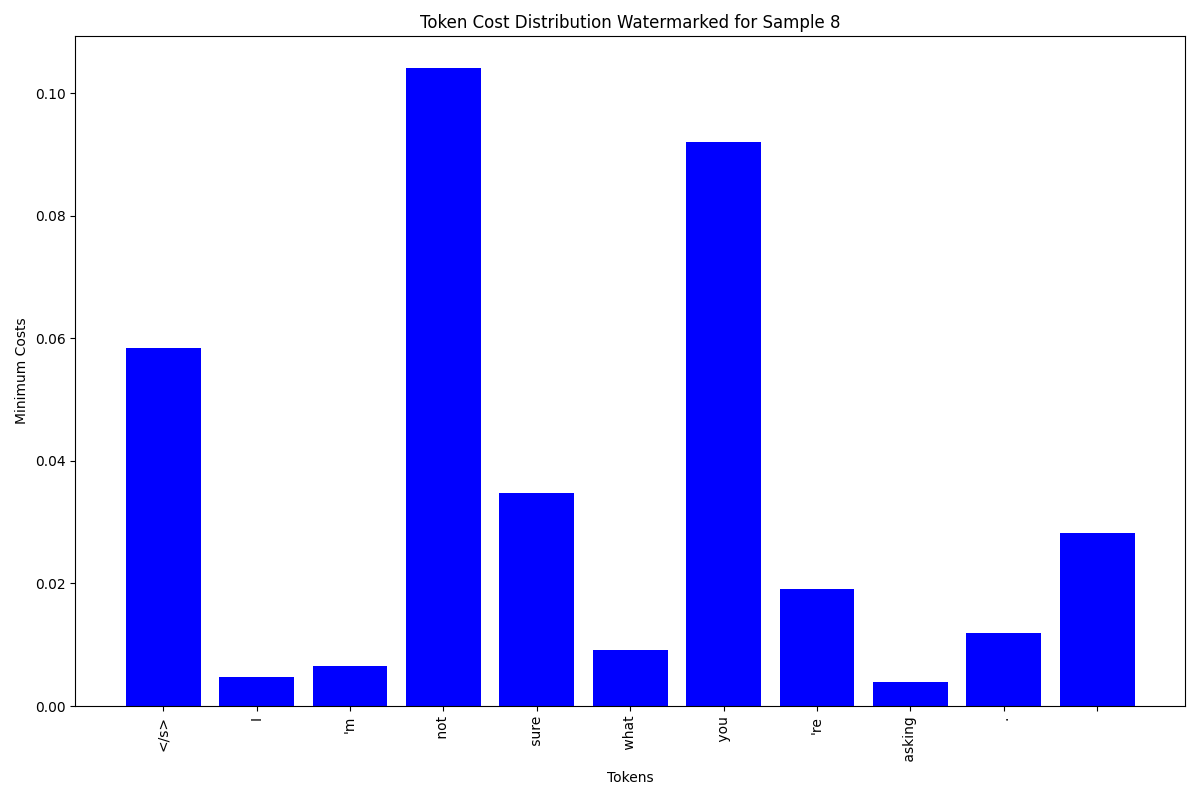 Token Cost Distribution Watermarked for Sample 8
Minimum Costs
0.10
0.08
0.06
0.04
0.02
0.00
</s>
I
'm
not
sure
what
you
're
asking
.
Tokens